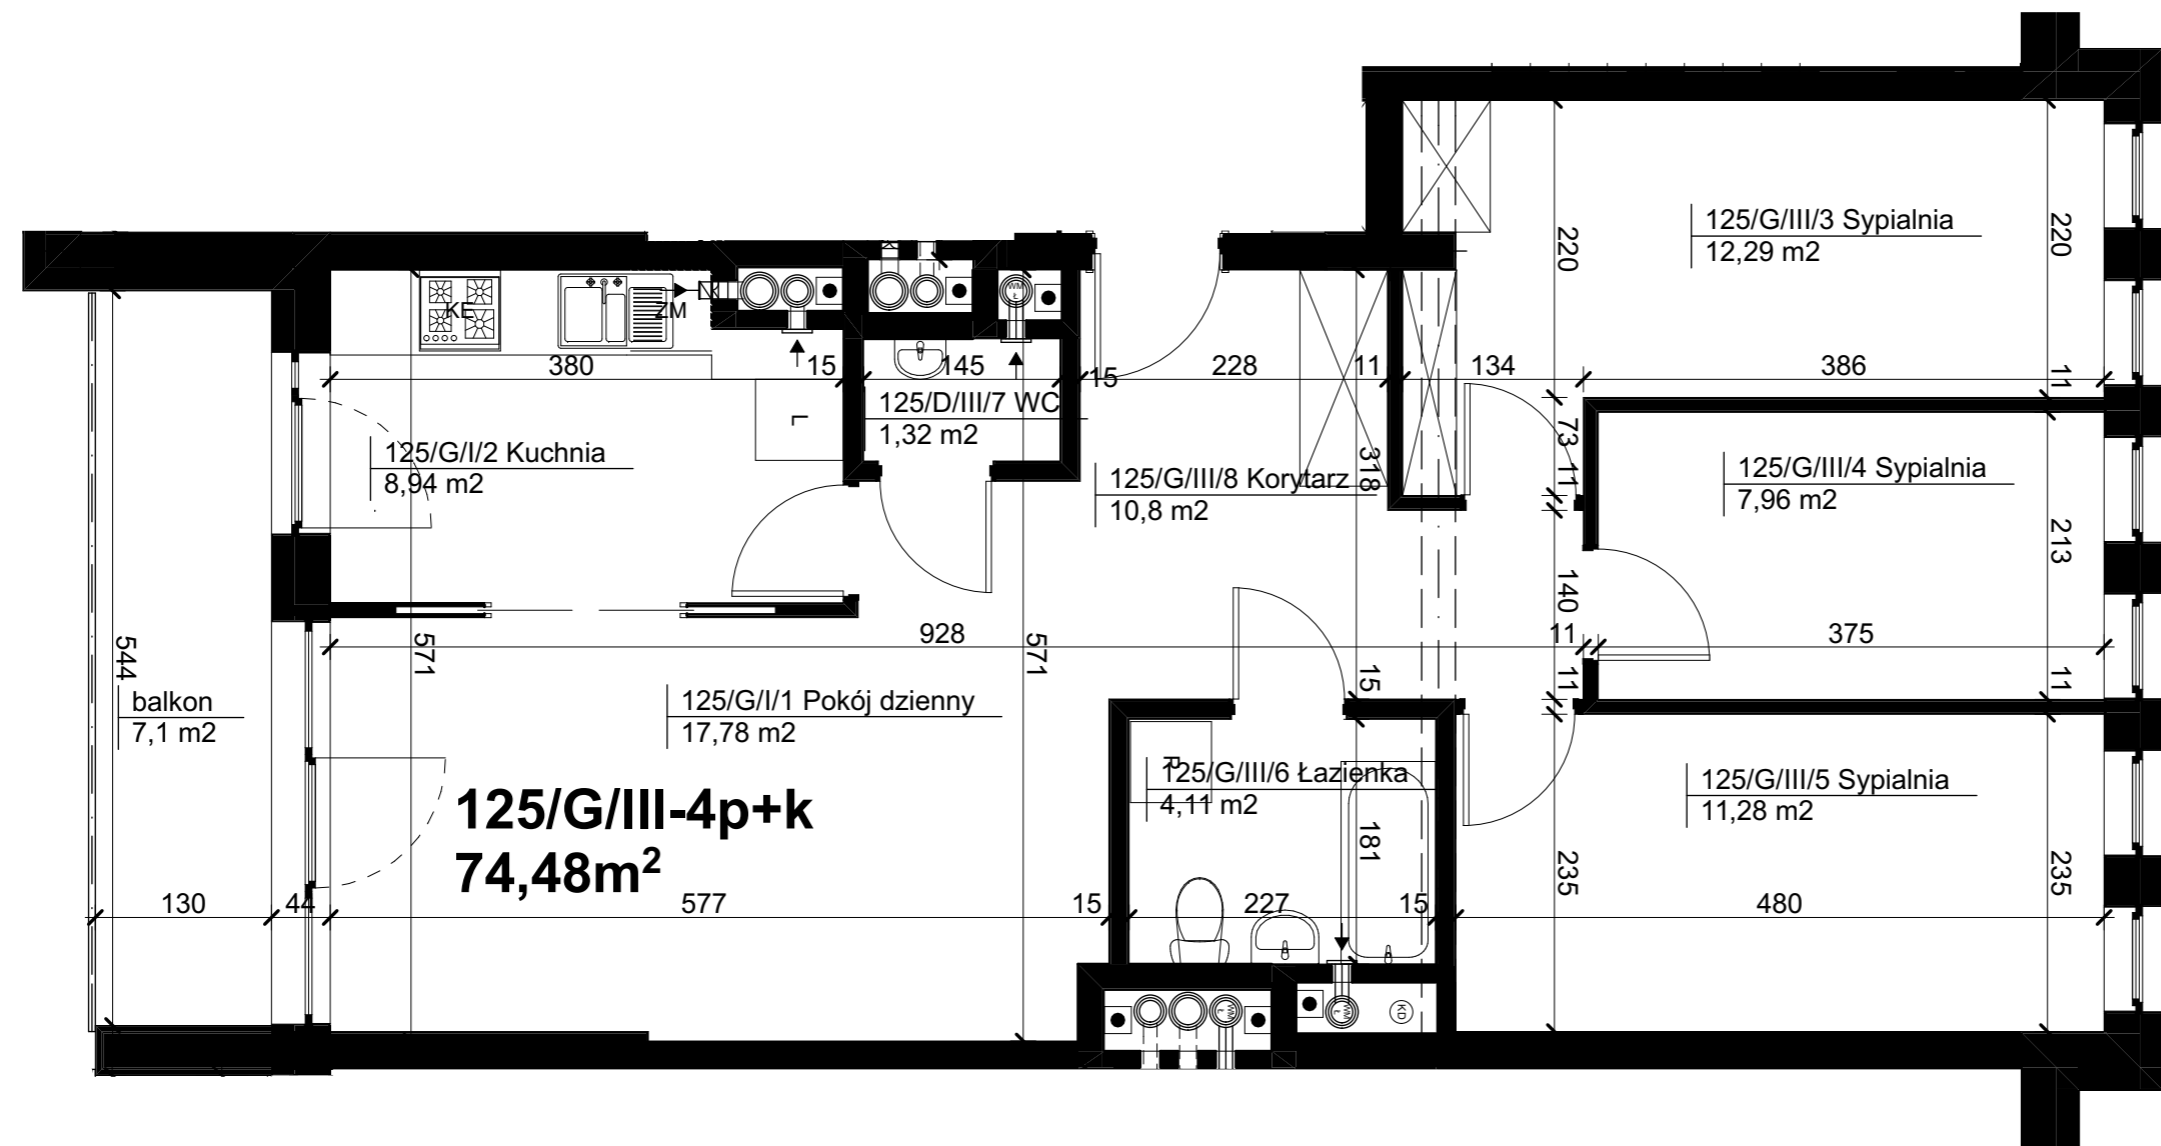 125/G/III/3 Sypialnia
12,29 m2
220
220
KE
ZM
WM
Ł
380
15
145
15
228
11
134
386
11
L
125/D/III/7 WC
1,32 m2
73
11
318
125/G/I/2 Kuchnia
8,94 m2
125/G/III/8 Korytarz
10,8 m2
125/G/III/4 Sypialnia
7,96 m2
213
140
928
11
375
544
571
571
15
11
11
balkon
7,1 m2
125/G/I/1 Pokój dzienny
17,78 m2
P
125/G/III/6 Łazienka
4,11 m2
125/G/III/5 Sypialnia
11,28 m2
125/G/III-4p+k
74,48m²
181
235
235
130
44
577
15
227
15
480
WM
Ł
WM
Ł
KD